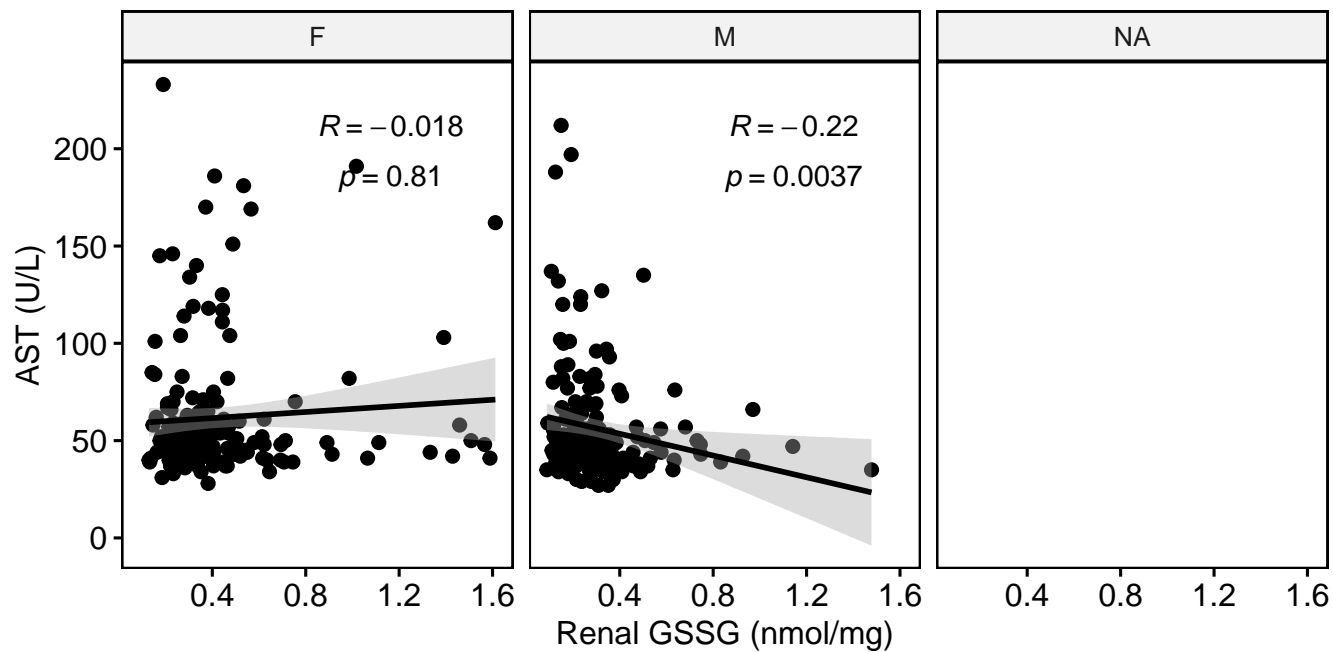 F
M
NA
R = −0.018
p = 0.81
R = −0.22
p = 0.0037
AST (U/L)
200
150
100
50
0
0.4 0.8 1.2 1.6
0.4 0.8 1.2 1.6
0.4 0.8 1.2 1.6
Renal GSSG (nmol/mg)